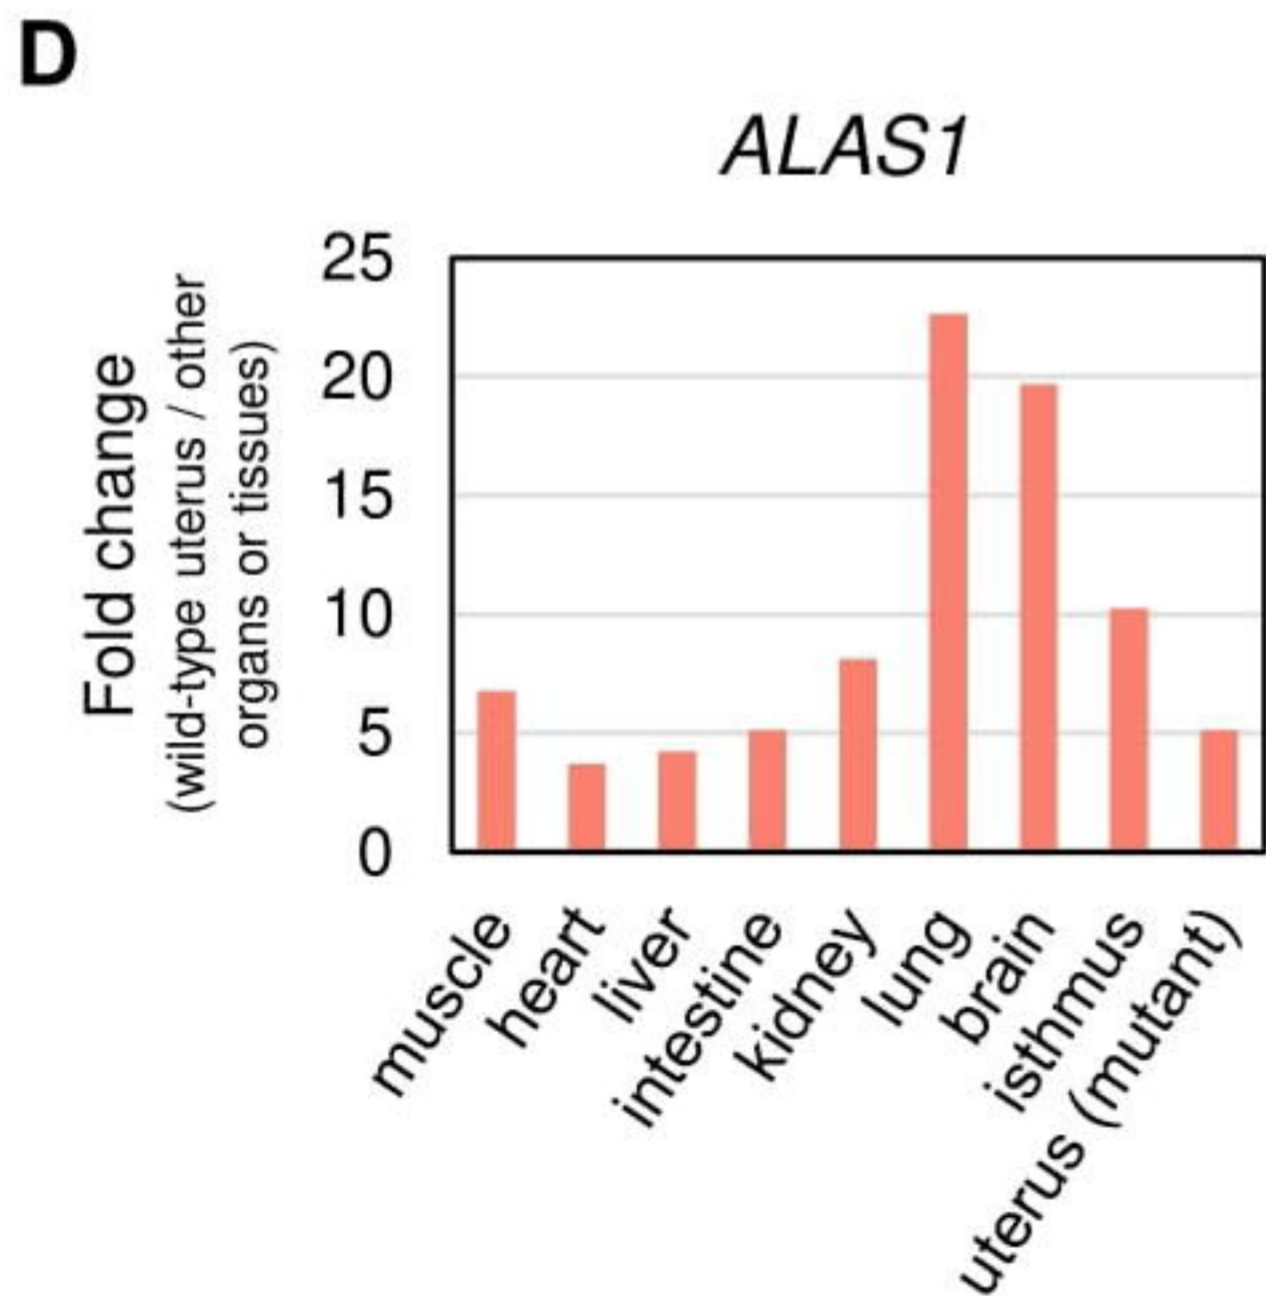 D
ALAS1
Fold change
(wild-type uterus / other
organs or tissues)
25
20
15
10
5
0
muscle
heart
liver
intestine
kidney
lung
brain
isthmus
uterus (mutant)